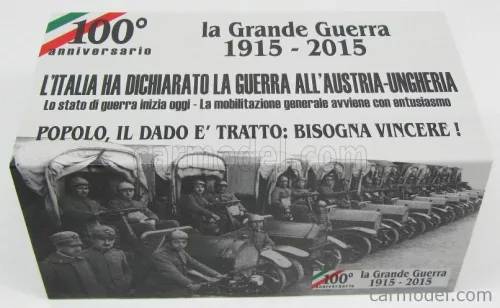 100°
anniversario
la Grande Guerra
1915 - 2015
L'ITALIA HA DICHIARATO LA GUERRA ALL'AUSTRIA-UNGHERIA
Lo stato di guerra inizia oggi - La mobilitazione generale avviene con entusiasmo
POPOLO, IL DADO E' TRATTO: BISOGNA VINCERE !
carmodel.com
100°
anniversario
la Grande Guerra
1915 - 2015
carmodel.com